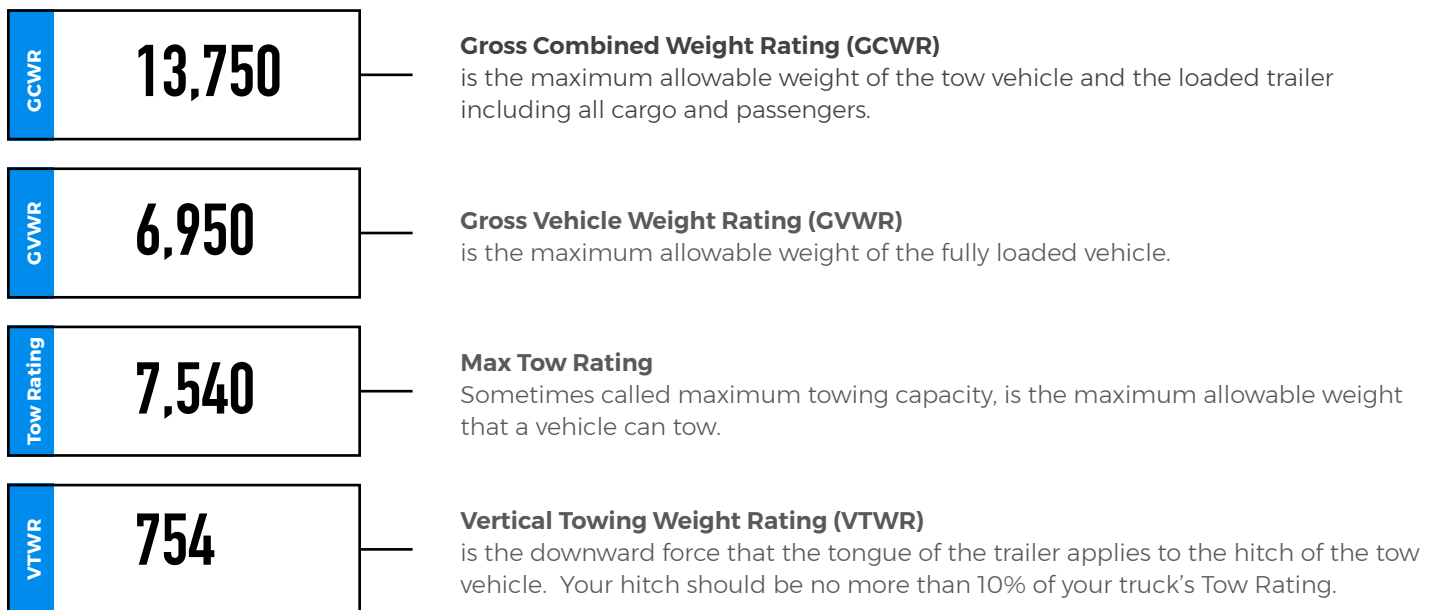 GCWR
13,750
Gross Combined Weight Rating (GCWR)
is the maximum allowable weight of the tow vehicle and the loaded trailer
including all cargo and passengers.
GVWR
6,950
Gross Vehicle Weight Rating (GVWR)
is the maximum allowable weight of the fully loaded vehicle.
Tow Rating
7,540
Max Tow Rating
Sometimes called maximum towing capacity, is the maximum allowable weight
that a vehicle can tow.
VTWR
754
Vertical Towing Weight Rating (VTWR)
is the downward force that the tongue of the trailer applies to the hitch of the tow
vehicle.  Your hitch should be no more than 10% of your truck’s Tow Rating.